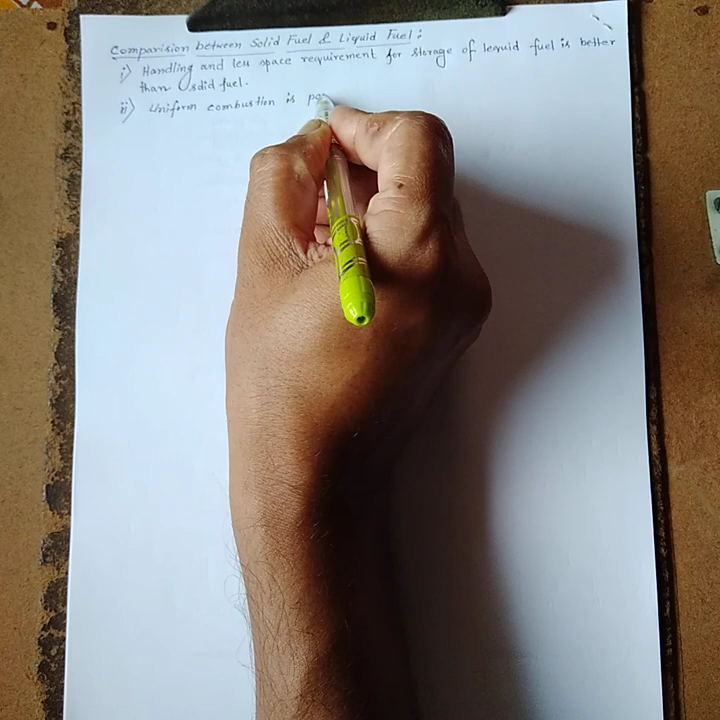 Comparision between Solid Fuel & Liquid Fuel:
i) Handling and less space requirement for storage of lequid fuel is better
than solid fuel.
ii) Uniform combustion is